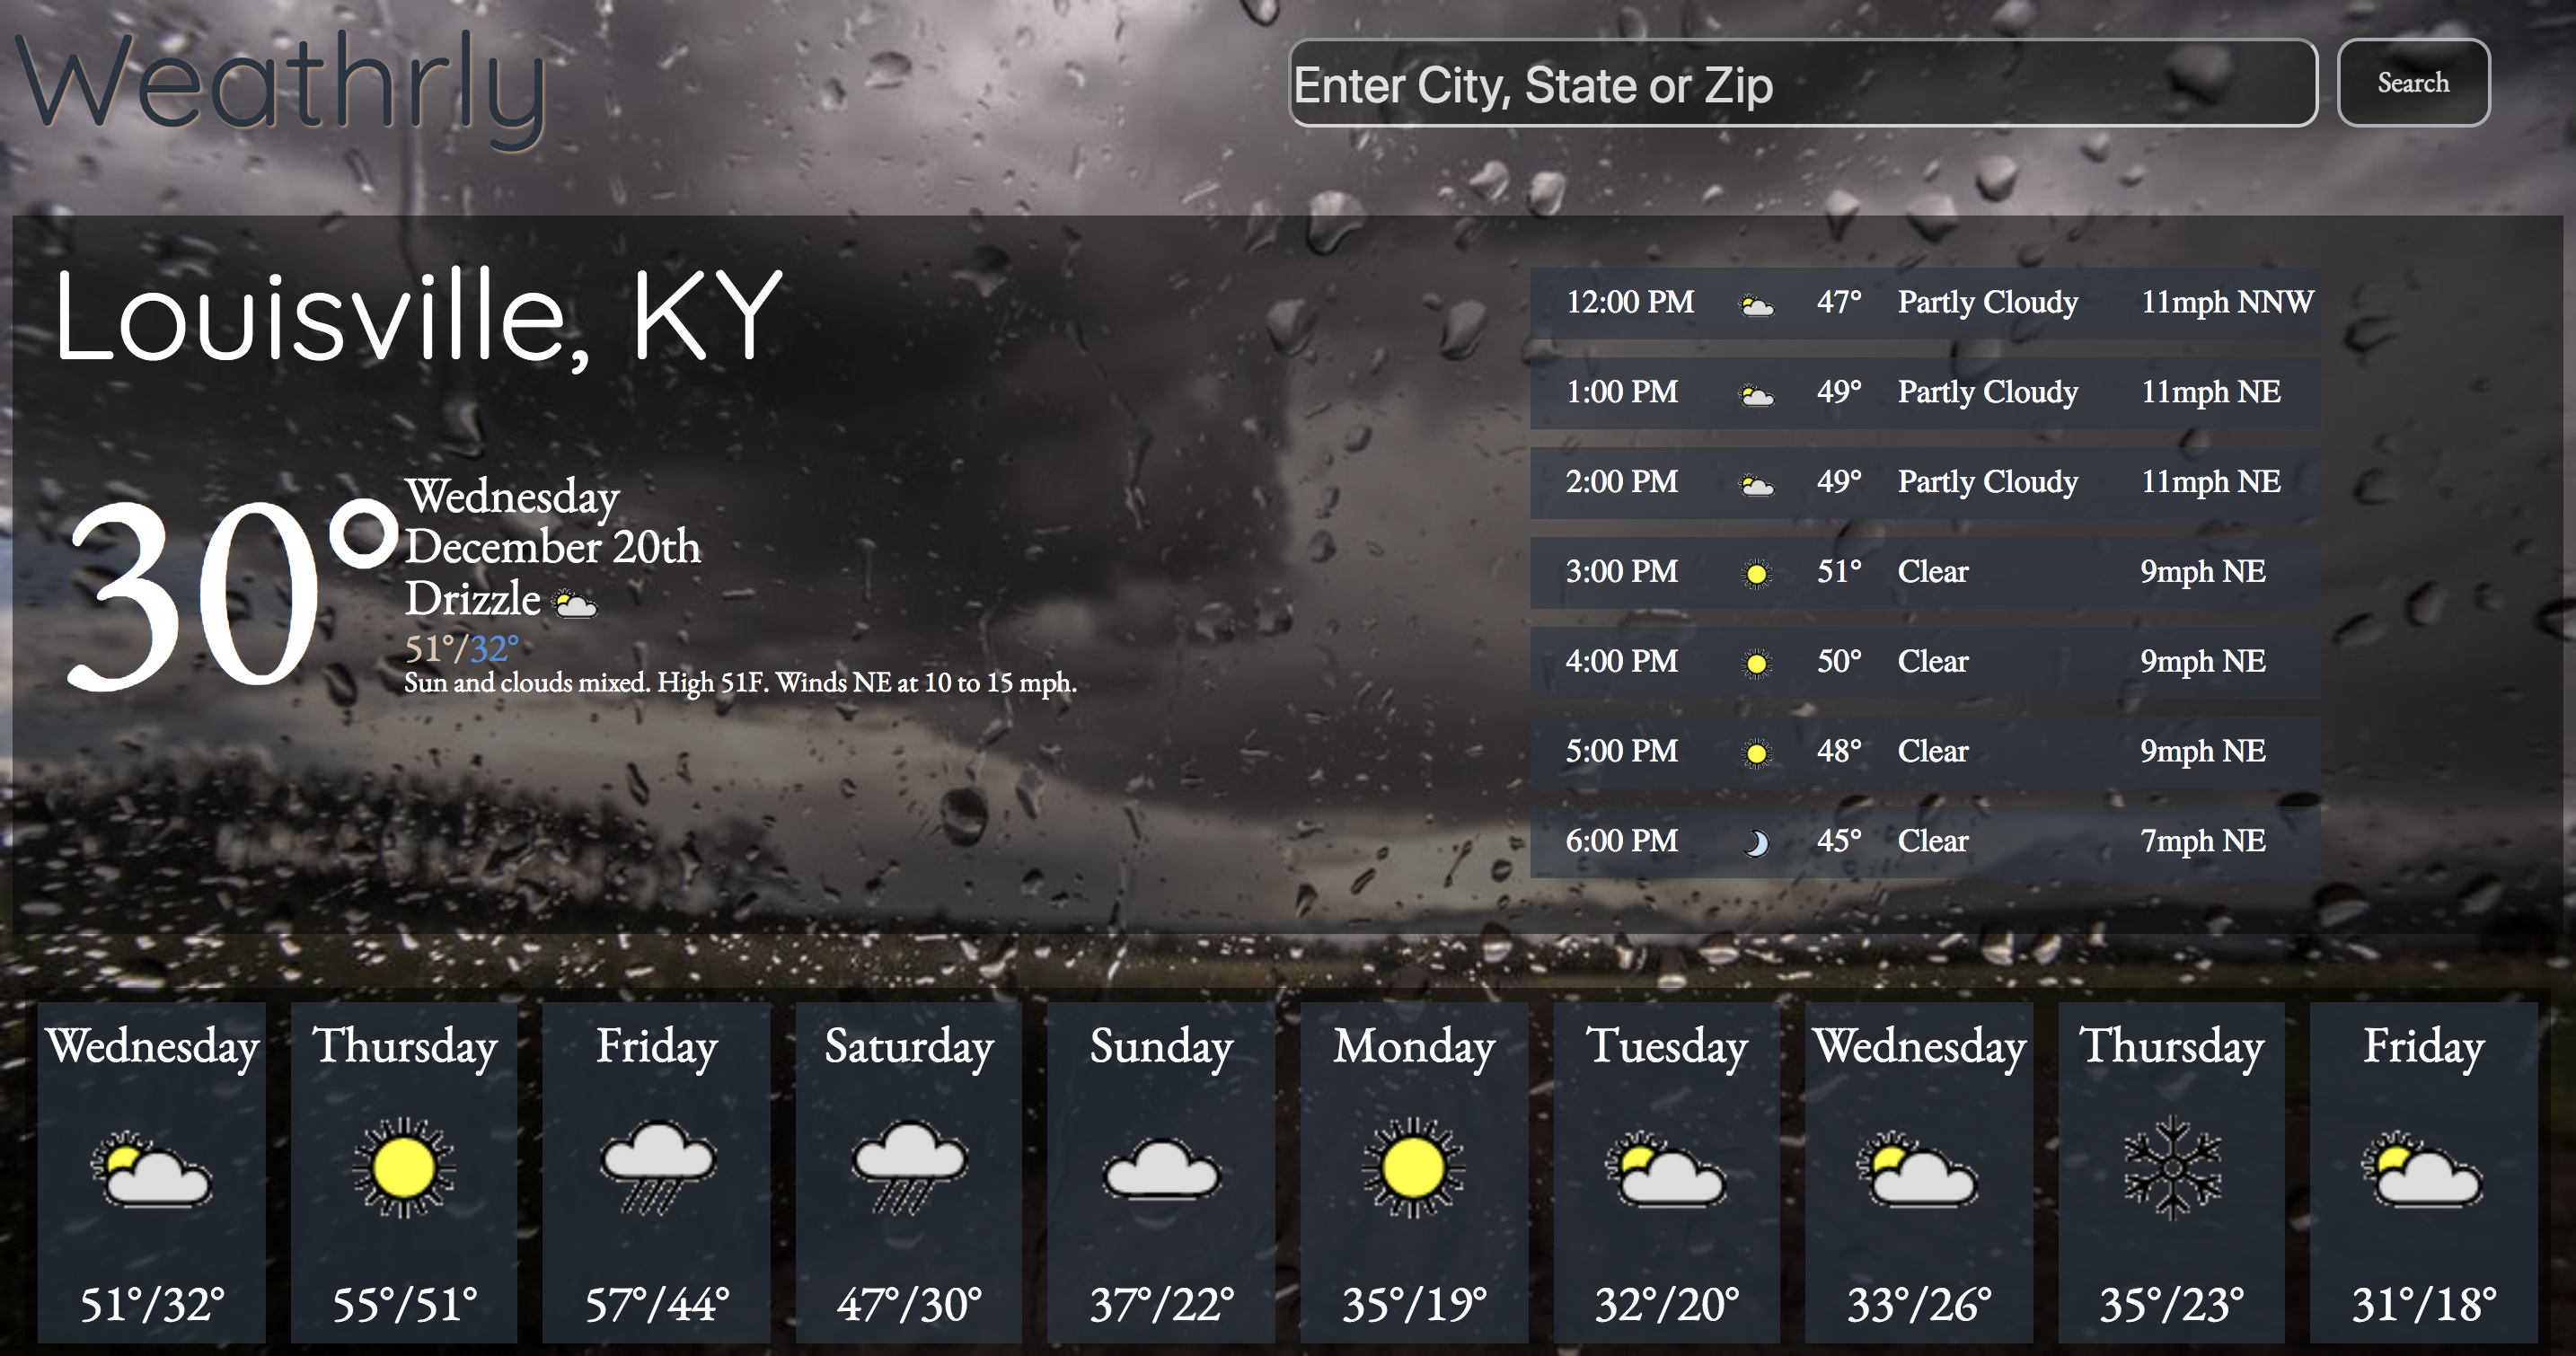 Weathrly
Enter City, State or Zip
Search
Louisville, KY
30°
Wednesday
December 20th
Drizzle
51°/32°
Sun and clouds mixed. High 51F. Winds NE at 10 to 15 mph.
12:00 PM 47° Partly Cloudy 11mph NNW
1:00 PM 49° Partly Cloudy 11mph NE
2:00 PM 49° Partly Cloudy 11mph NE
3:00 PM 51° Clear 9mph NE
4:00 PM 50° Clear 9mph NE
5:00 PM 48° Clear 9mph NE
6:00 PM 45° Clear 7mph NE
Wednesday
51°/32°
Thursday
55°/51°
Friday
57°/44°
Saturday
47°/30°
Sunday
37°/22°
Monday
35°/19°
Tuesday
32°/20°
Wednesday
33°/26°
Thursday
35°/23°
Friday
31°/18°